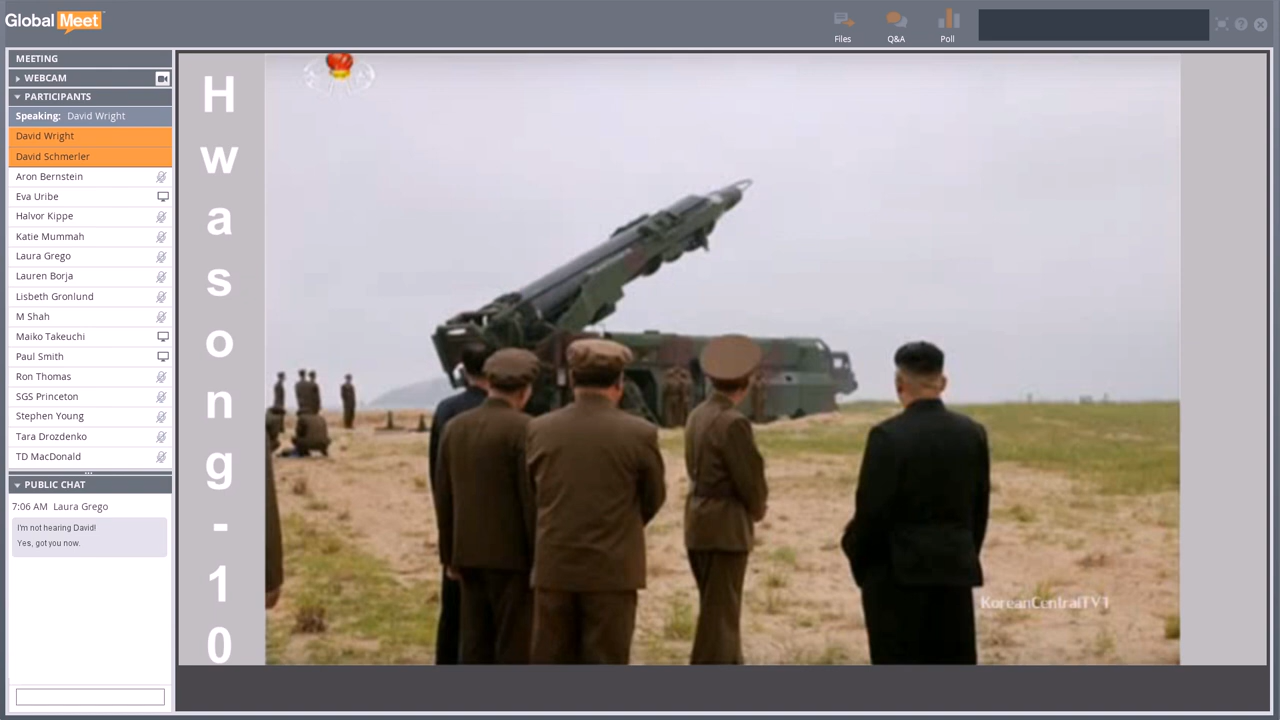 Global Meet
Files
Q&A
Poll
MEETING
WEBCAM
PARTICIPANTS
Speaking: David Wright
David Wright
David Schmerler
Aron Bernstein
Eva Uribe
Halvor Kippe
Katie Mummah
Laura Grego
Lauren Borja
Lisbeth Gronlund
M Shah
Maiko Takeuchi
Paul Smith
Ron Thomas
SGS Princeton
Stephen Young
Tara Drozdenko
TD MacDonald
PUBLIC CHAT
7:06 AM Laura Grego
I'm not hearing David!
Yes, got you now.
Hwasong-10
KoreanCentralTV1